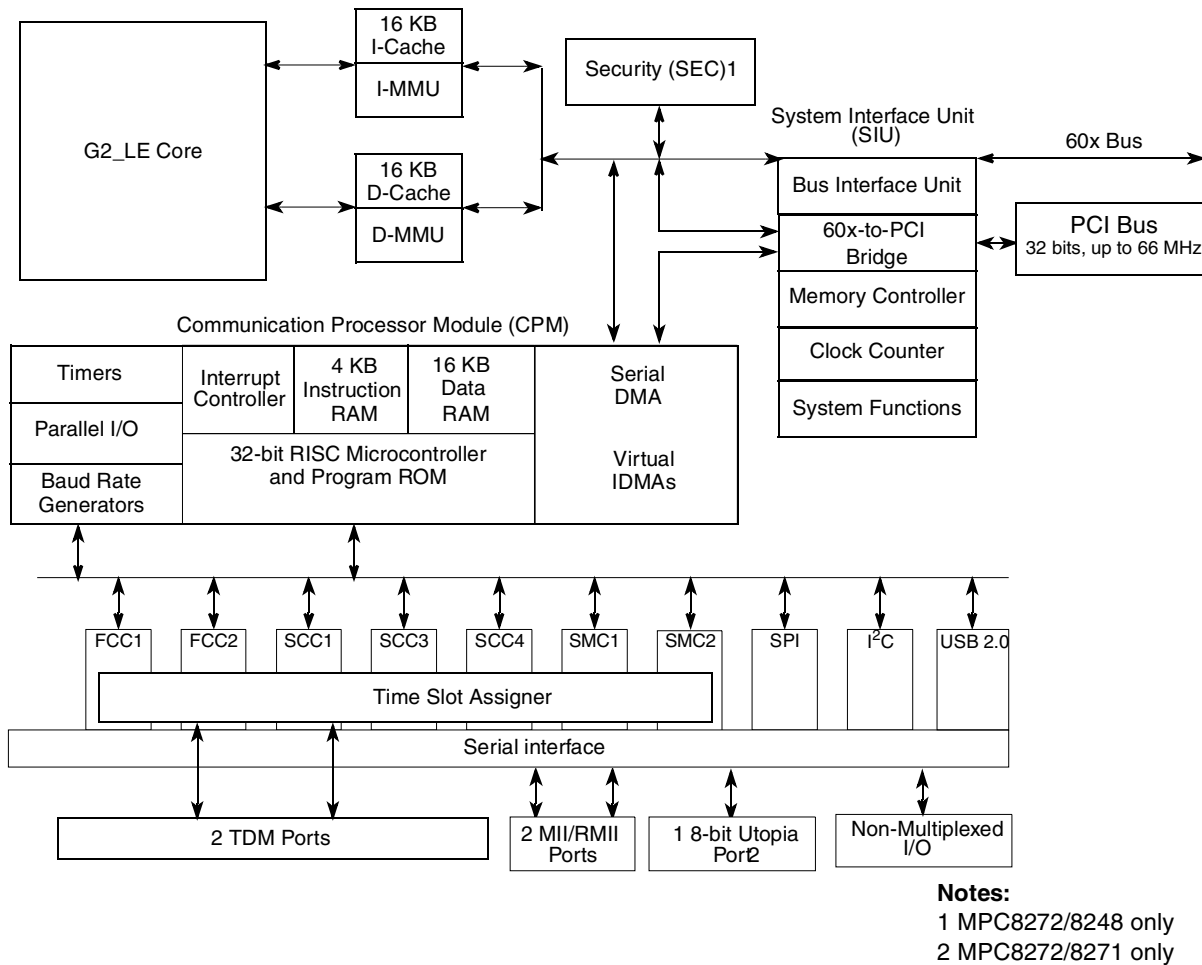 16 KB
I-Cache
I-MMU
Security (SEC)1
G2_LE Core
16 KB
D-Cache
D-MMU
System Interface Unit
(SIU)
60x Bus
Bus Interface Unit
60x-to-PCI
Bridge
PCI Bus
32 bits, up to 66 MHz
Memory Controller
Clock Counter
System Functions
Communication Processor Module (CPM)
Timers
Parallel I/O
Baud Rate
Generators
Interrupt
Controller
4 KB
Instruction
RAM
16 KB
Data
RAM
32-bit RISC Microcontroller
and Program ROM
Serial
DMA
Virtual
IDMAs
FCC1
FCC2
SCC1
SCC3
SCC4
SMC1
SMC2
SPI
I²C
USB 2.0
Time Slot Assigner
Serial interface
2 TDM Ports
2 MII/RMII
Ports
1 8-bit Utopia
Port2
Non-Multiplexed
I/O
Notes:
1 MPC8272/8248 only
2 MPC8272/8271 only